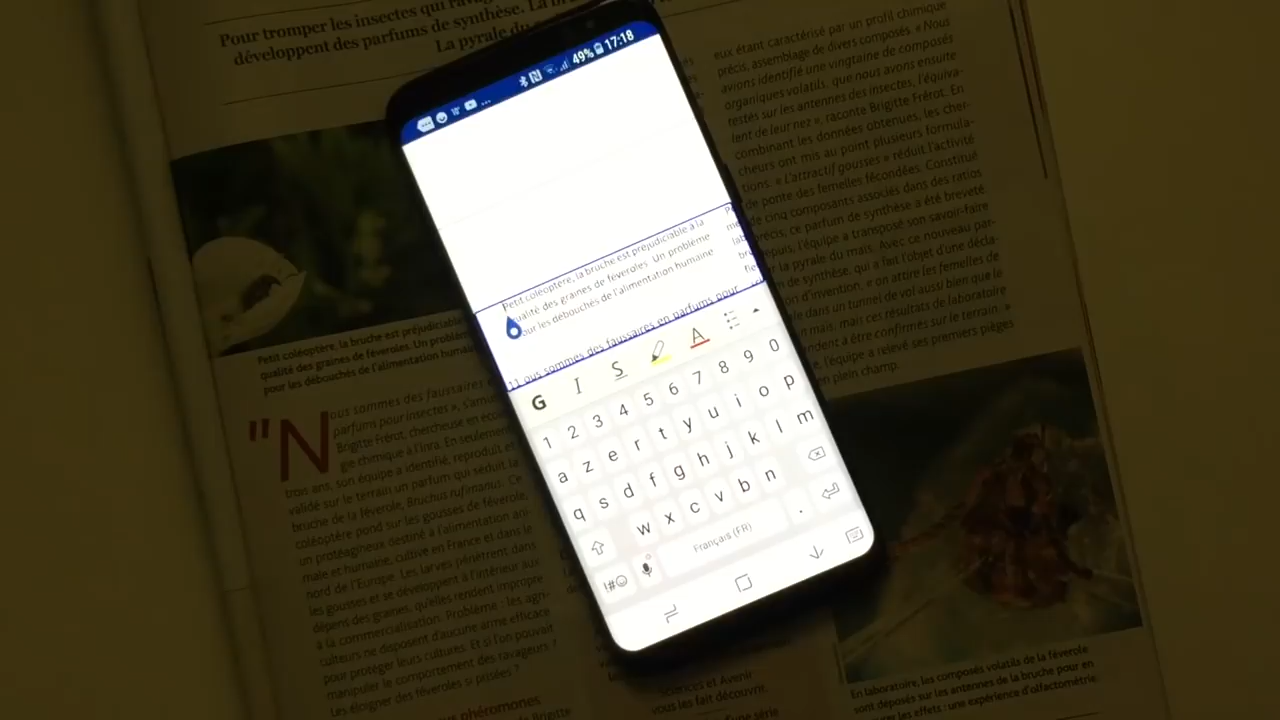 Pour tromper les insectes qui
développent des parfums de synthèse. La
La pyrale du
Petit coléoptère, la bruche est préjudiciable
qualité des graines de féveroles. Un problème
pour les débouchés de l'alimentation humaine
"Nous sommes des faussaires
parfums pour insectes »,
Brigitte Frérot, chercheuse en
gie chimique à l'Inra. En seulement
trois ans, son équipe a identifié, reproduit et
validé sur le terrain un parfum qui séduit la
bruche de la féverole, Bruchus rufimanus. Ce
coléoptère pond sur les gousses de féverole,
un protéagineux destiné à l'alimentation ani-
male et humaine, cultivé en France et dans le
nord de l'Europe. Les larves pénètrent dans
les gousses et se développent à l'intérieur aux
dépens des graines, qu'elles rendent impropre
à la commercialisation. Problème : les agri-
culteurs ne disposent d'aucune arme efficace
pour protéger leurs cultures. Et si l'on pouvait
manipuler le comportement des ravageurs ?
Les éloigner des féveroles si prisées ?
phéromones
Brigitte
49% 17:18
Petit coléoptère, la bruche est préjudiciable à la
qualité des graines de féveroles. Un problème
our les débouchés de l'alimentation humaine
11 ous sommes des faussaires en parfums pour
G I S A
1 2 3 4 5 6 7 8 9 0
a z e r t y u i o p
q s d f g h j k l m
w x c v b n
!#☺ Français (FR) .
eux étant caractérisé par un profil chimique
précis, assemblage de divers composés. « Nous
avions identifié une vingtaine de composés
organiques volatils, que nous avons ensuite
testés sur les antennes des insectes, l'équiva-
lent de leur nez », raconte Brigitte Frérot. En
combinant les données obtenues, les cher-
cheurs ont mis au point plusieurs formula-
tions. « L'attractif gousses » réduit l'activité
de ponte des femelles fécondées. Constitué
de cinq composants associés dans des ratios
précis, ce parfum de synthèse a été breveté.
Depuis, l'équipe a transposé son savoir-faire
la pyrale du maïs. Avec ce nouveau par-
de synthèse, qui a fait l'objet d'une décla-
d'invention, « on attire les femelles de
dans un tunnel de vol aussi bien que le
maïs, mais ces résultats de laboratoire
à être confirmés sur le terrain. »
l'équipe a relevé ses premiers pièges
en plein champ.
Sciences et Avenir
vous les fait découvrir.
série
En laboratoire, les composés volatils de la féverole
sont déposés sur les antennes de la bruche pour en
les effets : une expérience d'olfactométrie.